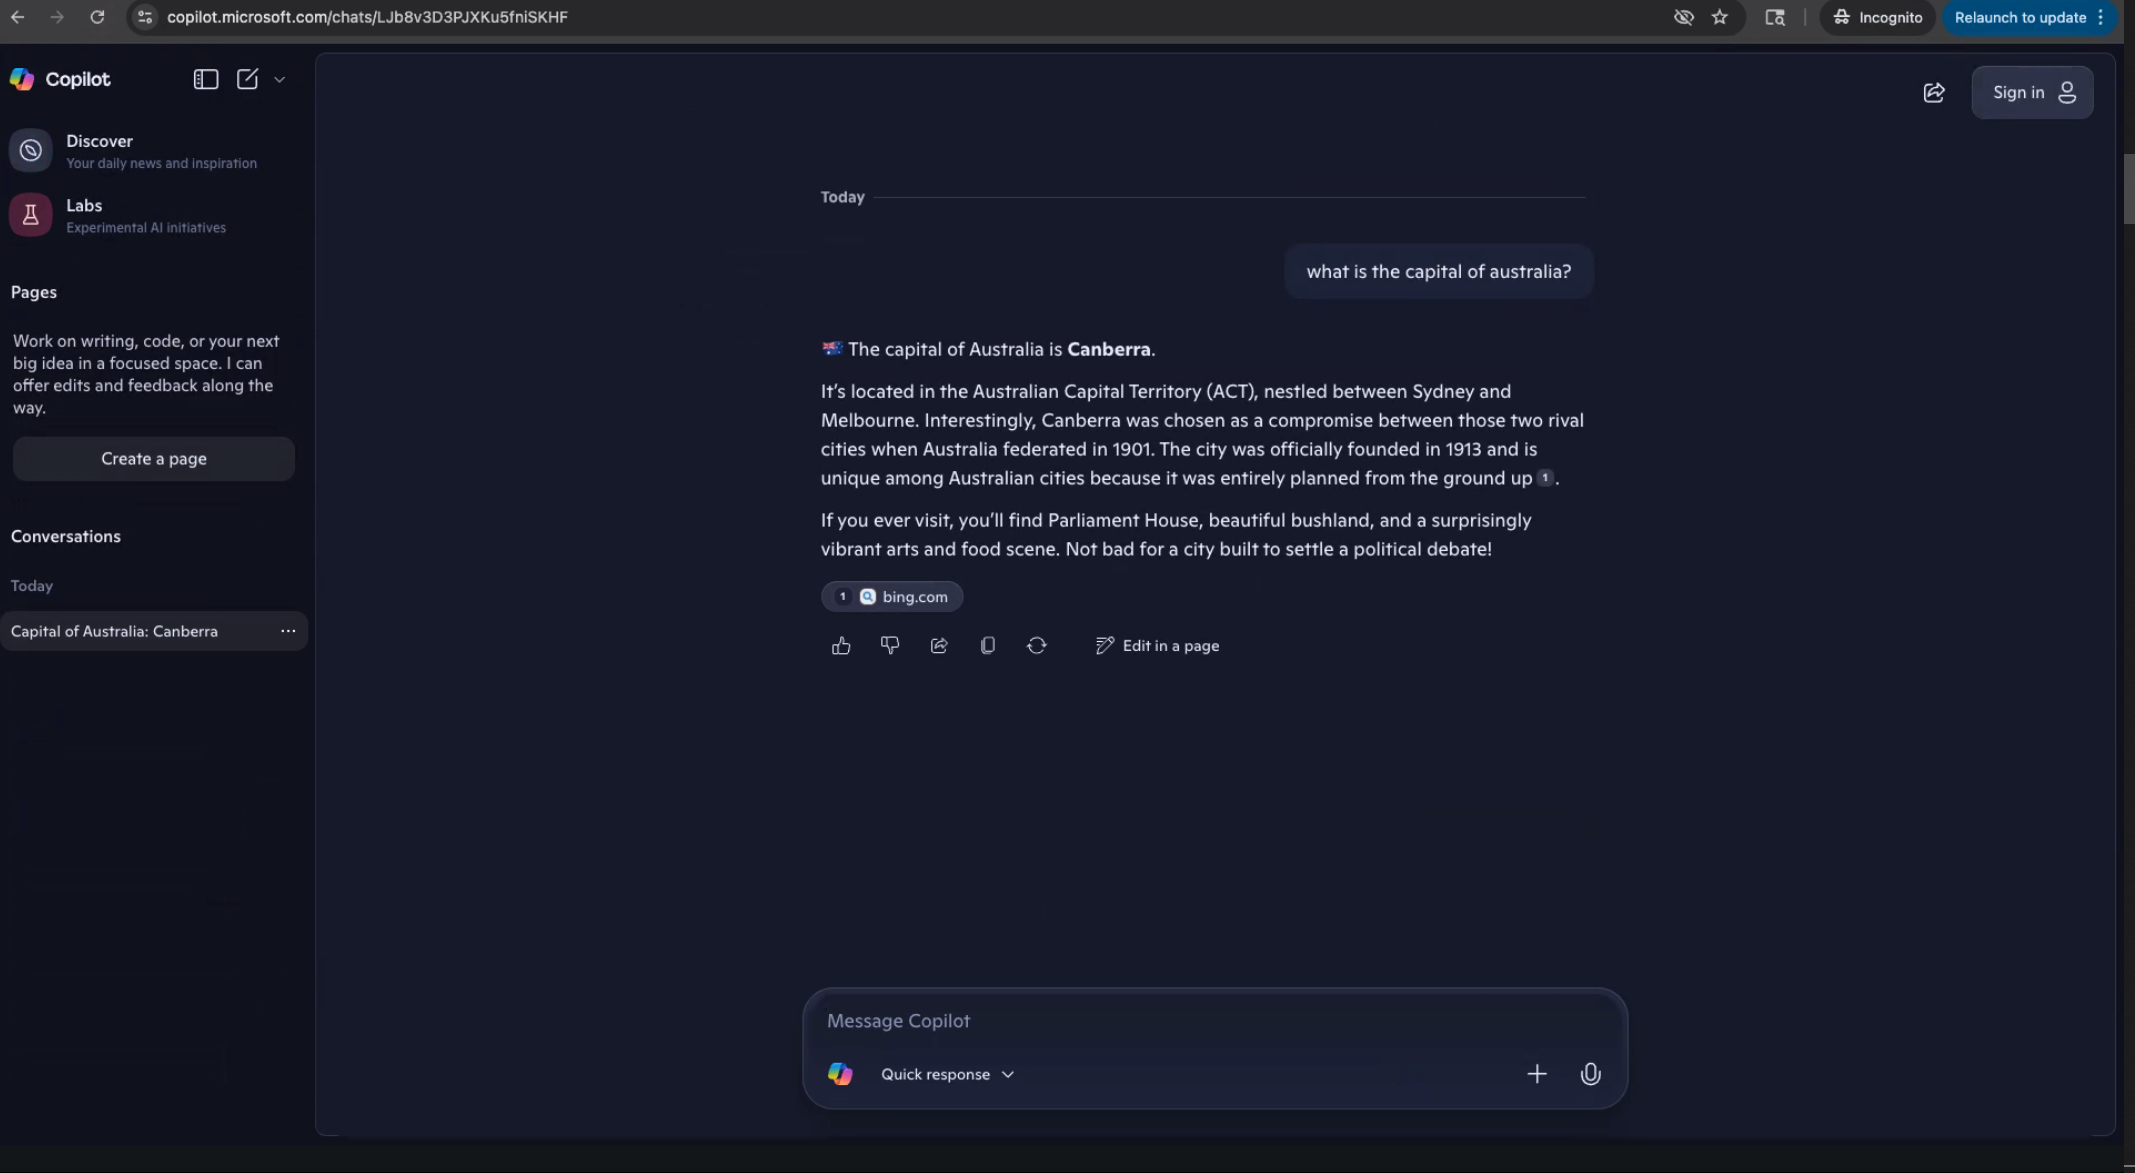 copilot.microsoft.com/chats/LJb8v3D3PJXKu5fniSKHF
Incognito
Relaunch to update
Copilot
Sign in
Discover
Your daily news and inspiration
Labs
Experimental AI initiatives
Pages
Work on writing, code, or your next
big idea in a focused space. I can
offer edits and feedback along the
way.
Create a page
Conversations
Today
Capital of Australia: Canberra
Today
what is the capital of australia?
The capital of Australia is Canberra.
It's located in the Australian Capital Territory (ACT), nestled between Sydney and
Melbourne. Interestingly, Canberra was chosen as a compromise between those two rival
cities when Australia federated in 1901. The city was officially founded in 1913 and is
unique among Australian cities because it was entirely planned from the ground up 1.
If you ever visit, you'll find Parliament House, beautiful bushland, and a surprisingly
vibrant arts and food scene. Not bad for a city built to settle a political debate!
1 bing.com
Edit in a page
Message Copilot
Quick response